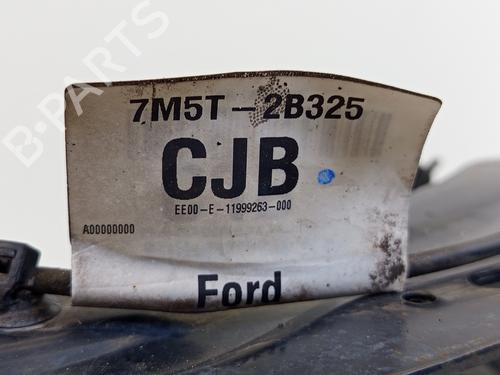 B-PARTS
7M5T-2B325
CJB
EE00-E-11999263-000
A00000000
Ford